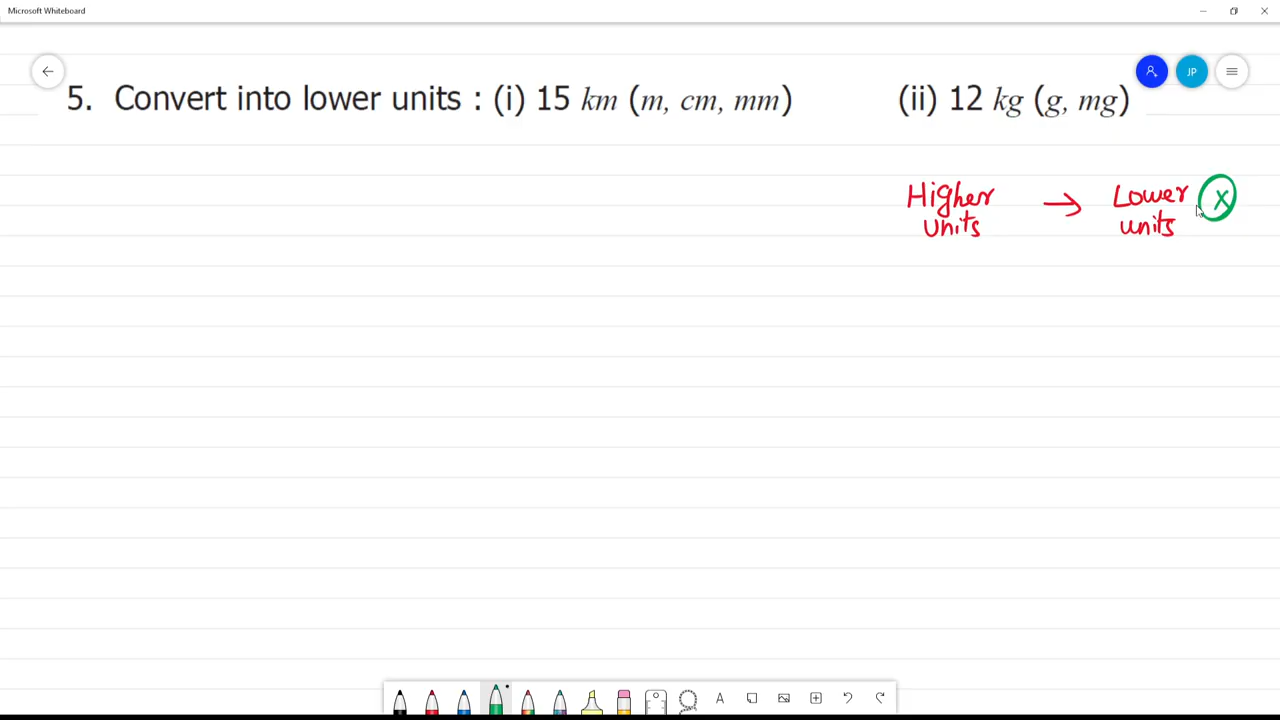 Microsoft Whiteboard
JP
5. Convert into lower units : (i) 15 km (m, cm, mm) (ii) 12 kg (g, mg)
Higher units → Lower units X
A